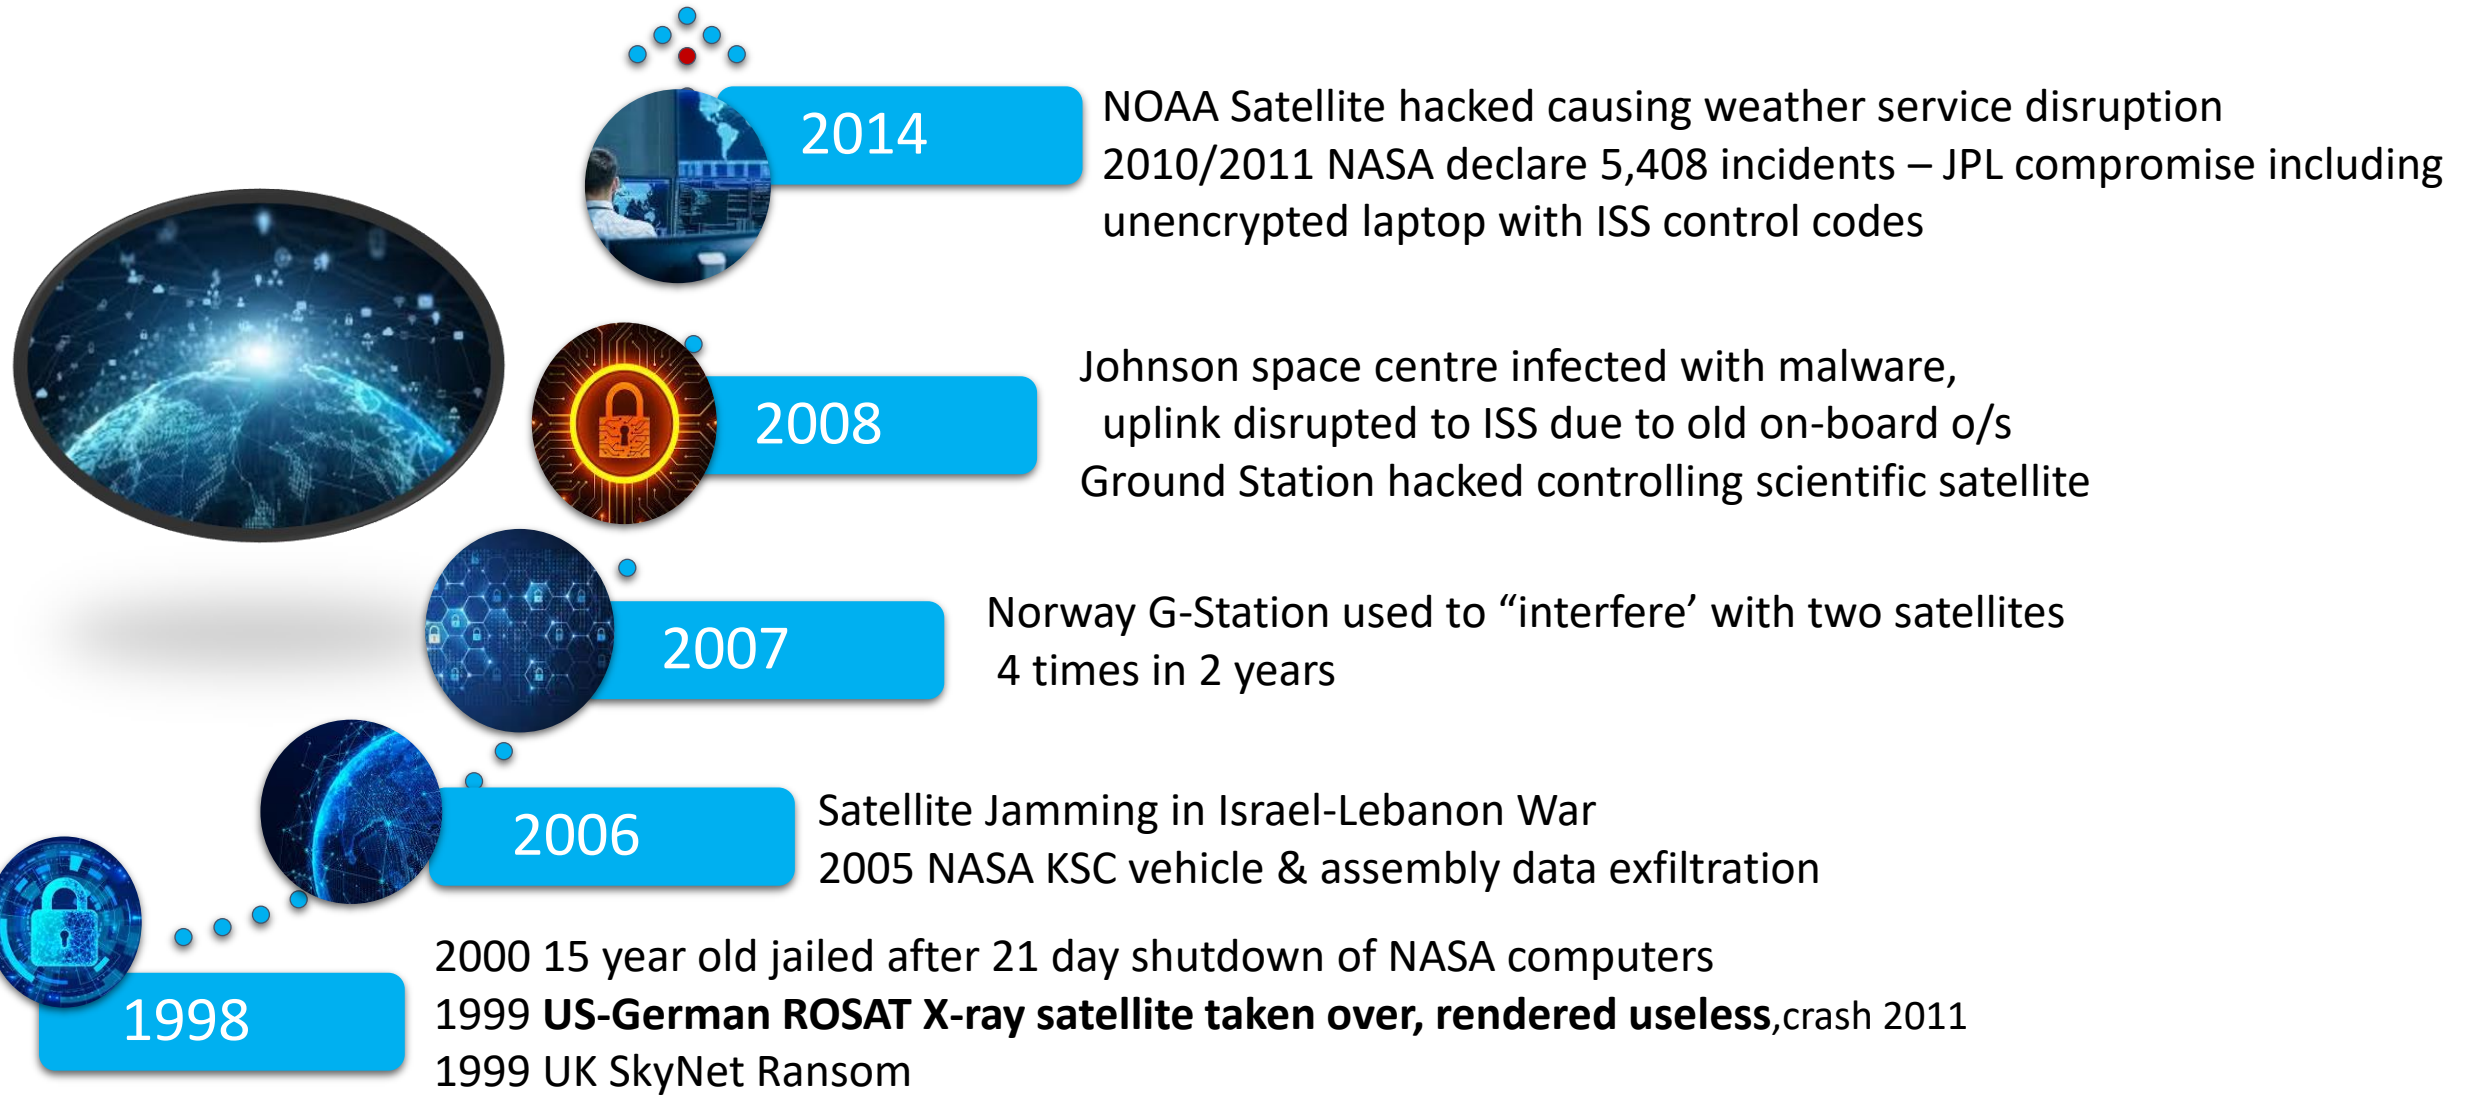 2014
NOAA Satellite hacked causing weather service disruption
2010/2011 NASA declare 5,408 incidents – JPL compromise including
unencrypted laptop with ISS control codes
2008
Johnson space centre infected with malware,
uplink disrupted to ISS due to old on-board o/s
Ground Station hacked controlling scientific satellite
2007
Norway G-Station used to “interfere’ with two satellites
4 times in 2 years
2006
Satellite Jamming in Israel-Lebanon War
2005 NASA KSC vehicle & assembly data exfiltration
1998
2000 15 year old jailed after 21 day shutdown of NASA computers
1999 US-German ROSAT X-ray satellite taken over, rendered useless,crash 2011
1999 UK SkyNet Ransom